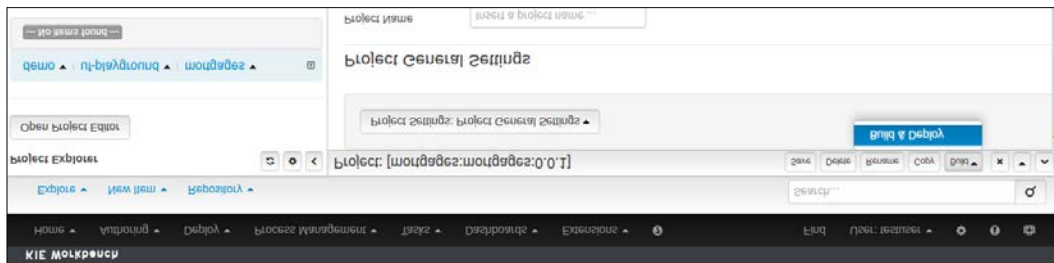 KIE Workbench
Home Authoring Deploy Process Management Tasks Dashboards Extensions Find User: testuser
Explore New Item Repository Search...
Project Explorer Project: [mortgages:mortgages:0.0.1] Save Delete Rename Copy Build
Build & Deploy
Open Project Editor Project Settings: Project General Settings
demo / uf-playground / mortgages Project General Settings
--- No items found ---
Project Name Insert a project name ...